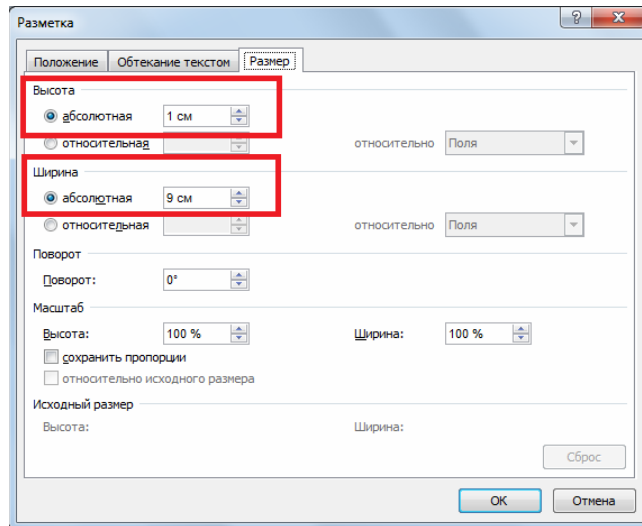 Разметка
Положение Обтекание текстом Размер
Высота
абсолютная 1 см
относительная относительно Поля
Ширина
абсолютная 9 см
относительная относительно Поля
Поворот
Поворот: 0°
Масштаб
Высота: 100 % Ширина: 100 %
сохранить пропорции
относительно исходного размера
Исходный размер
Высота: Ширина:
Сброс
ОК Отмена